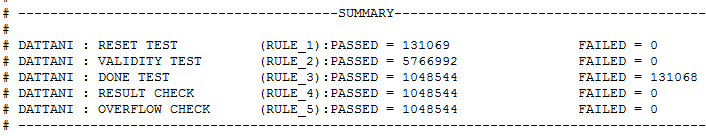 # ----------------------------------------SUMMARY---------------------------------------
#
# DATTANI : RESET TEST (RULE_1):PASSED = 131069 FAILED = 0
# DATTANI : VALIDITY TEST (RULE_2):PASSED = 5766992 FAILED = 0
# DATTANI : DONE TEST (RULE_3):PASSED = 1048544 FAILED = 131068
# DATTANI : RESULT CHECK (RULE_4):PASSED = 1048544 FAILED = 0
# DATTANI : OVERFLOW CHECK (RULE_5):PASSED = 1048544 FAILED = 0
# --------------------------------------------------------------------------------------